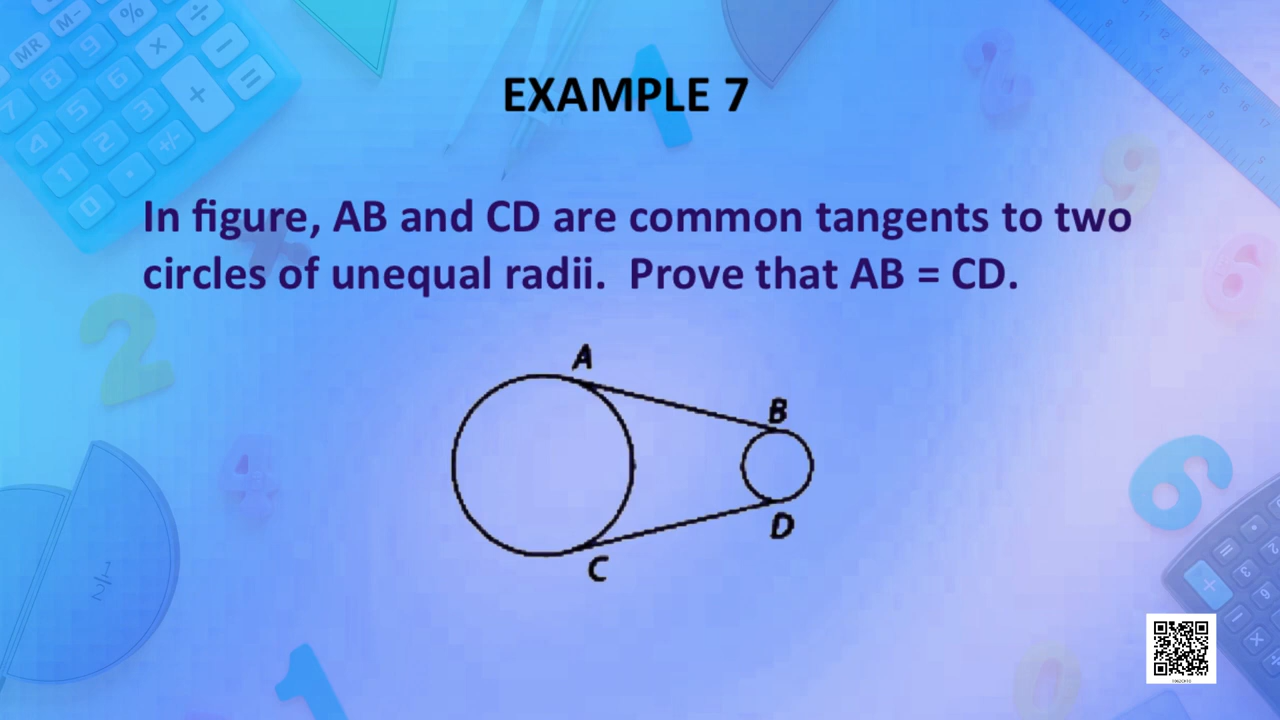 EXAMPLE 7
In figure, AB and CD are common tangents to two
circles of unequal radii.  Prove that AB = CD.
A
B
D
C